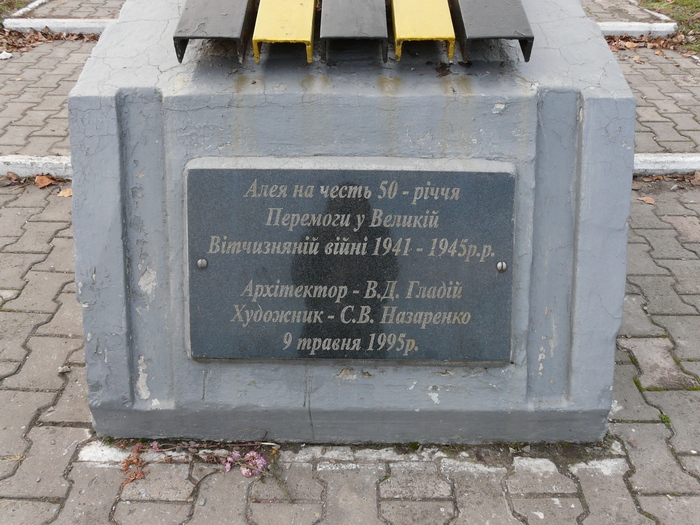 Алея на честь 50 - річчя
Перемоги у Великій
Вітчизняній війні 1941 - 1945р.р.
Архітектор - В.Д. Гладій
Художник - С.В. Назаренко
9 травня 1995р.